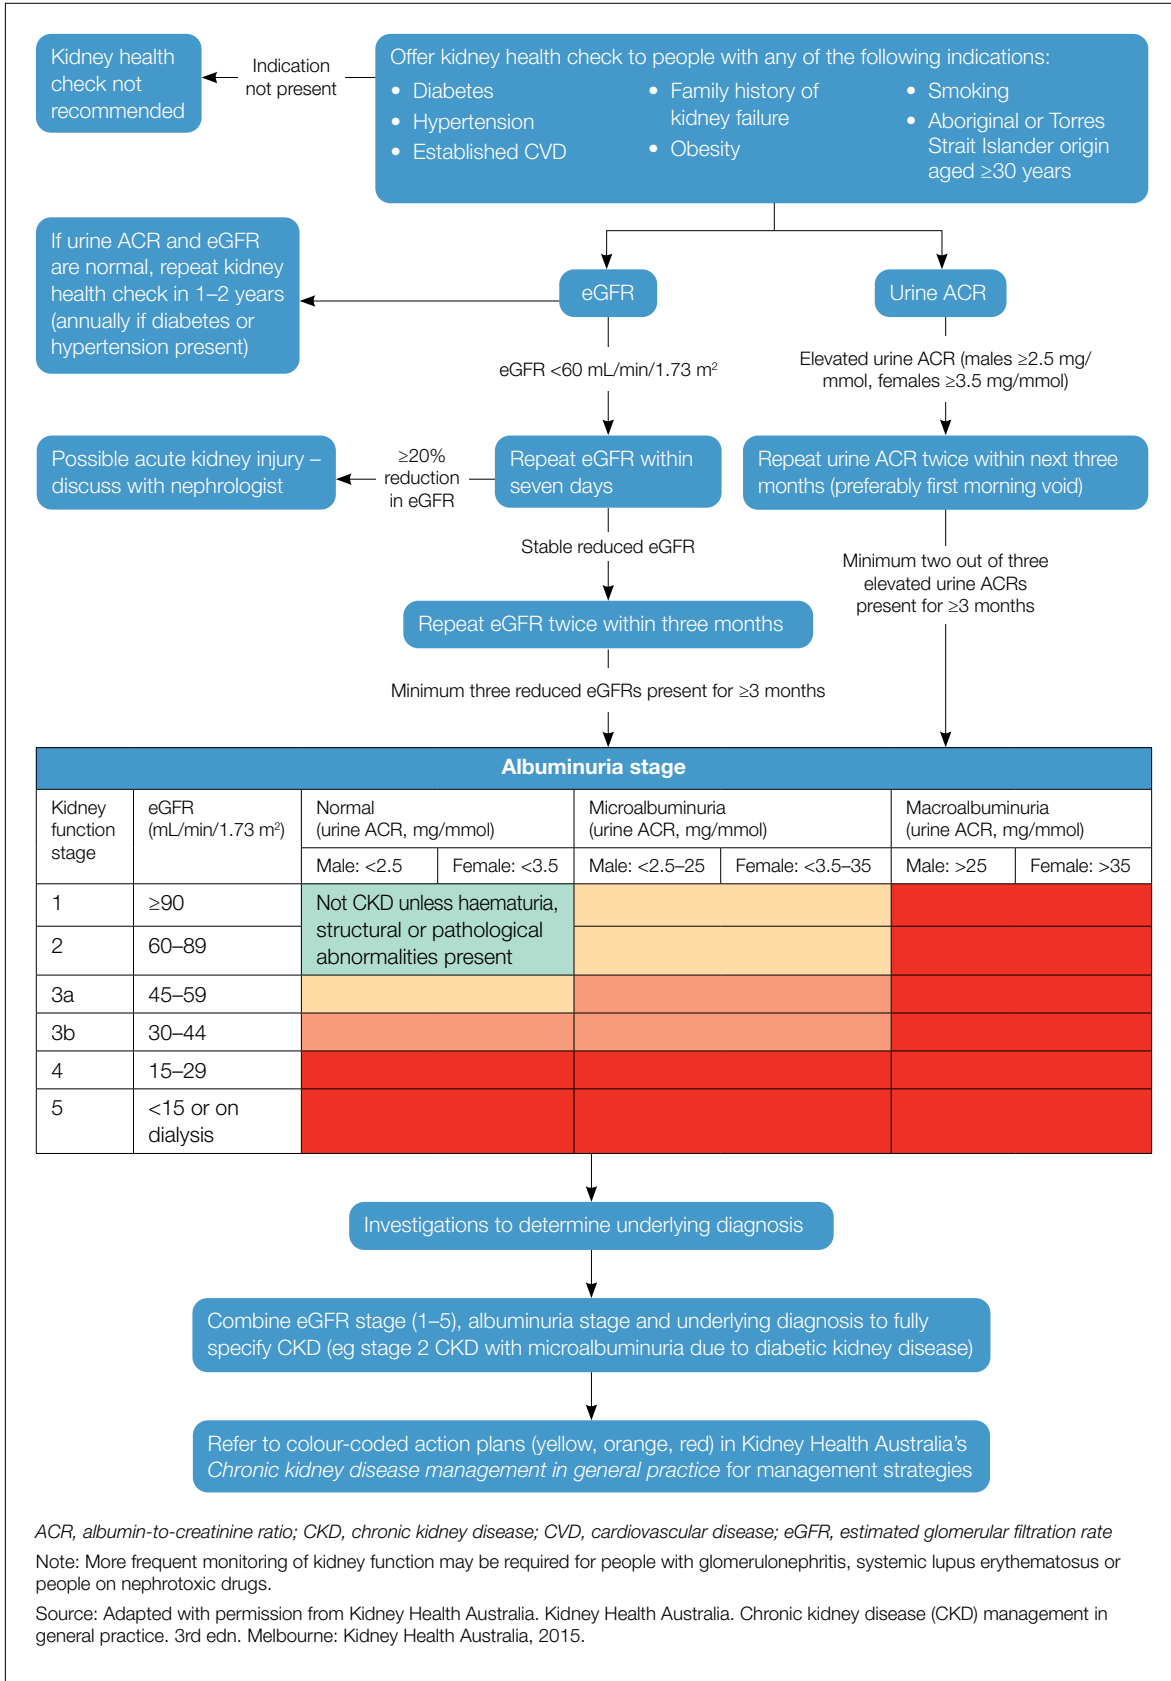 Kidney health
check not
recommended
Indication
not present
Offer kidney health check to people with any of the following indications:
• Diabetes
• Hypertension
• Established CVD
• Family history of
kidney failure
• Obesity
• Smoking
• Aboriginal or Torres
Strait Islander origin
aged ≥30 years
If urine ACR and eGFR
are normal, repeat kidney
health check in 1–2 years
(annually if diabetes or
hypertension present)
eGFR
Urine ACR
eGFR <60 mL/min/1.73 m²
Elevated urine ACR (males ≥2.5 mg/
mmol, females ≥3.5 mg/mmol)
Possible acute kidney injury –
discuss with nephrologist
≥20%
reduction
in eGFR
Repeat eGFR within
seven days
Repeat urine ACR twice within next three
months (preferably first morning void)
Stable reduced eGFR
Minimum two out of three
elevated urine ACRs
present for ≥3 months
Repeat eGFR twice within three months
Minimum three reduced eGFRs present for ≥3 months
Albuminuria stage
Kidney
function
stage
eGFR
(mL/min/1.73 m²)
Normal
(urine ACR, mg/mmol)
Microalbuminuria
(urine ACR, mg/mmol)
Macroalbuminuria
(urine ACR, mg/mmol)
Male: <2.5
Female: <3.5
Male: <2.5–25
Female: <3.5–35
Male: >25
Female: >35
1
≥90
Not CKD unless haematuria,
structural or pathological
abnormalities present
2
60–89
3a
45–59
3b
30–44
4
15–29
5
<15 or on
dialysis
Investigations to determine underlying diagnosis
Combine eGFR stage (1–5), albuminuria stage and underlying diagnosis to fully
specify CKD (eg stage 2 CKD with microalbuminuria due to diabetic kidney disease)
Refer to colour-coded action plans (yellow, orange, red) in Kidney Health Australia’s
Chronic kidney disease management in general practice for management strategies
ACR, albumin-to-creatinine ratio; CKD, chronic kidney disease; CVD, cardiovascular disease; eGFR, estimated glomerular filtration rate
Note: More frequent monitoring of kidney function may be required for people with glomerulonephritis, systemic lupus erythematosus or
people on nephrotoxic drugs.
Source: Adapted with permission from Kidney Health Australia. Kidney Health Australia. Chronic kidney disease (CKD) management in
general practice. 3rd edn. Melbourne: Kidney Health Australia, 2015.